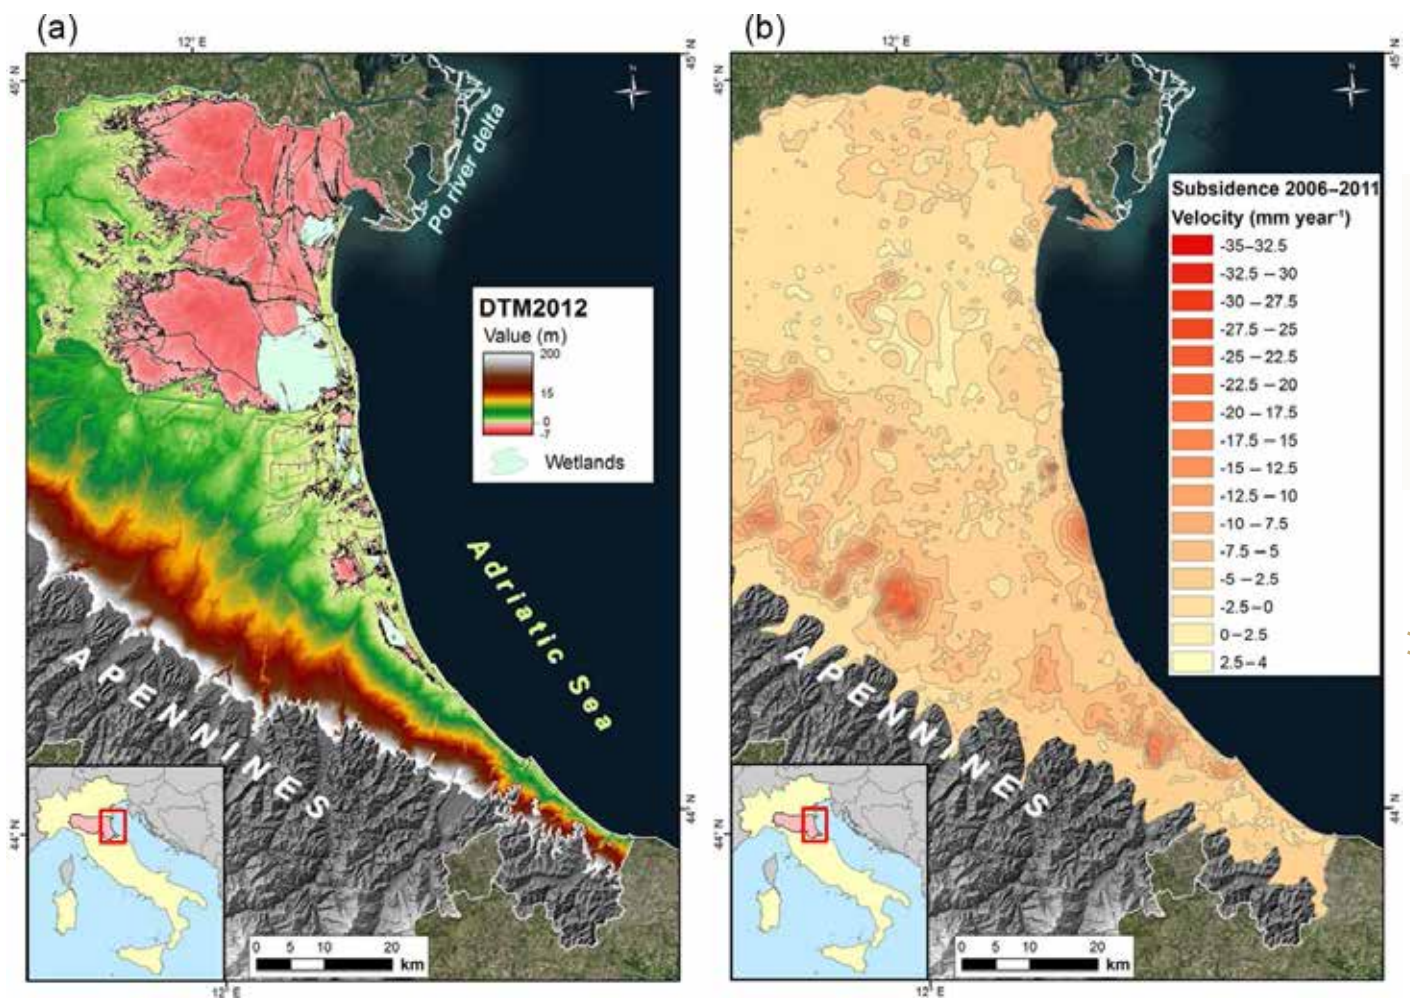 (a)
12° E
45° N
45° N
N
Po river delta
DTM2012
Value (m)
200
15
0
-7
Wetlands
Adriatic Sea
APENNINES
44° N
44° N
0 5 10 20
km
12° E
(b)
12° E
45° N
45° N
N
Subsidence 2006–2011
Velocity (mm year⁻¹)
-35–32.5
-32.5 – 30
-30 – 27.5
-27.5 – 25
-25 – 22.5
-22.5 – 20
-20 – 17.5
-17.5 – 15
-15 – 12.5
-12.5 – 10
-10 – 7.5
-7.5 – 5
-5 – 2.5
-2.5–0
0–2.5
2.5–4
APENNINES
44° N
44° N
0 5 10 20
km
12° E